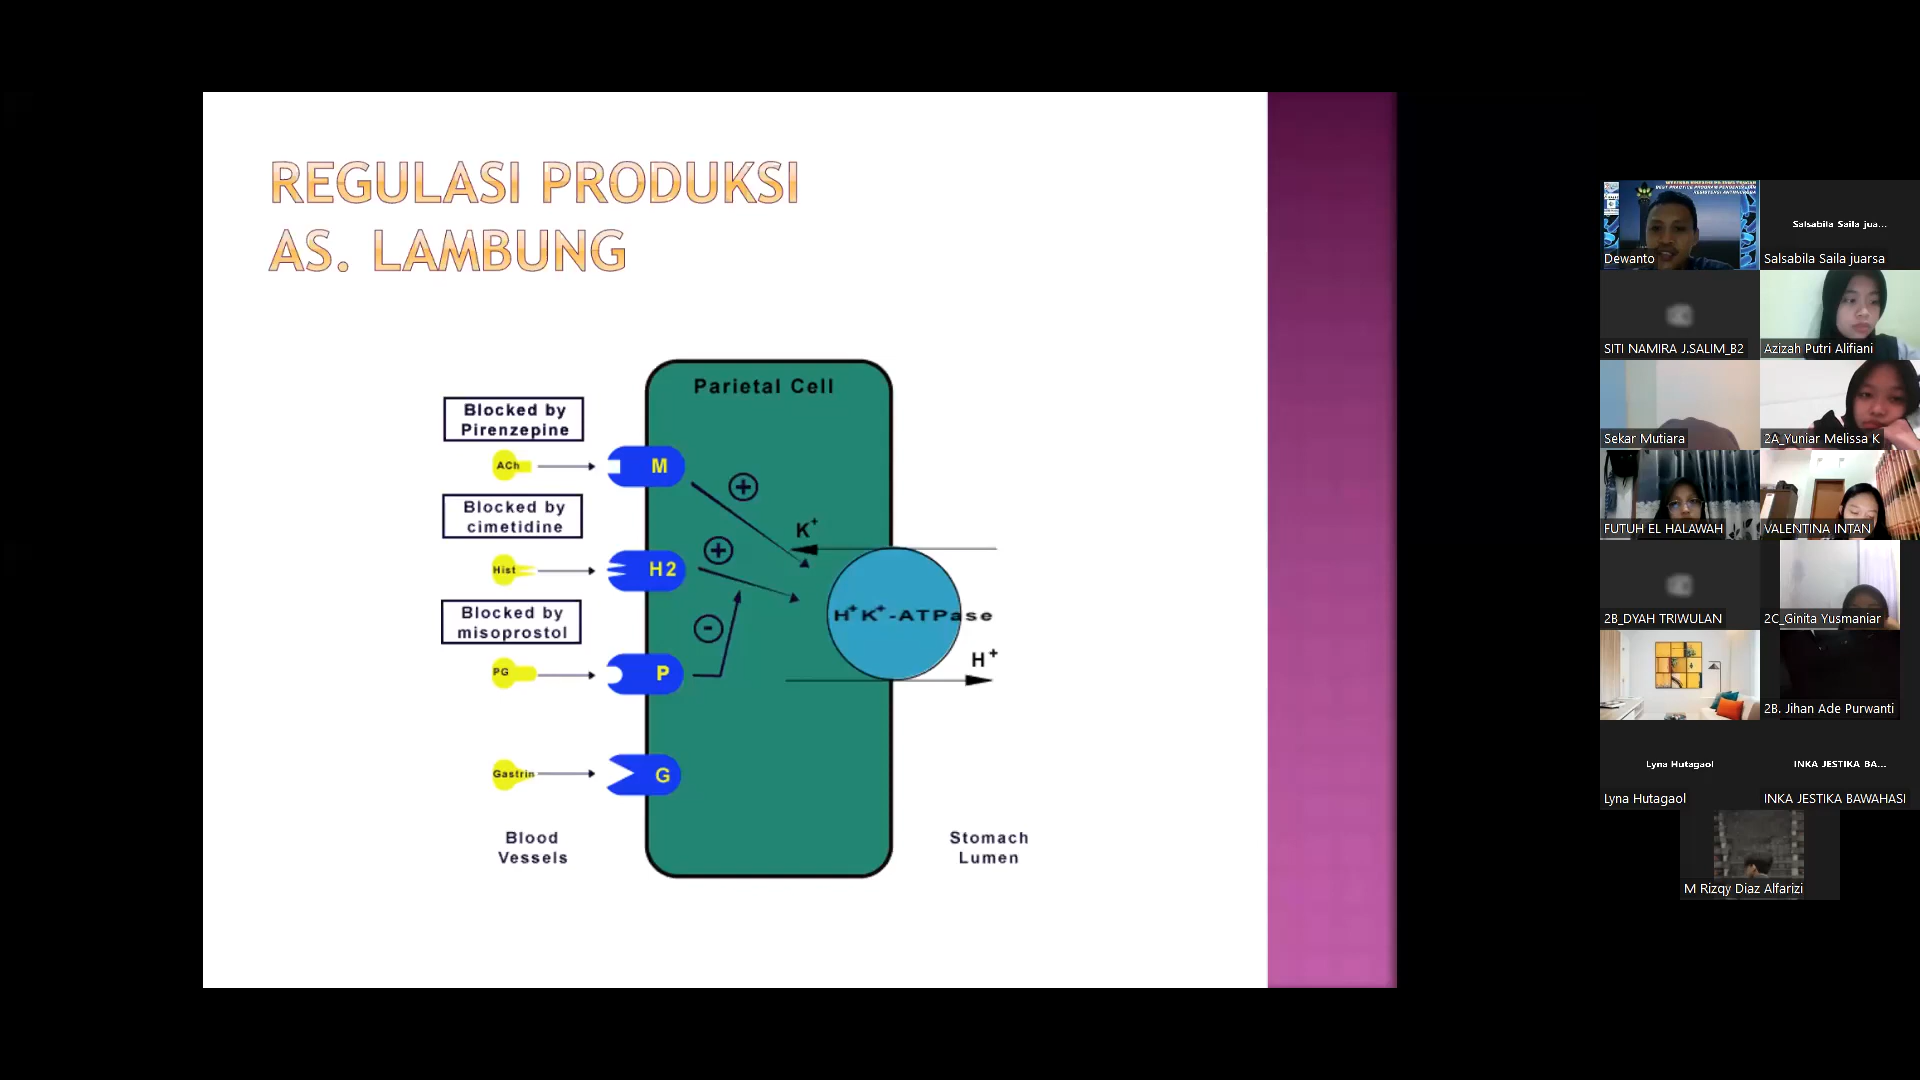 REGULASI PRODUKSI
AS. LAMBUNG
Parietal Cell
Blocked by
Pirenzepine
ACh
M
Blocked by
cimetidine
K+
Hist
H2
Blocked by
misoprostol
H+K+-ATPase
PG
P
H+
Gastrin
G
Blood
Vessels
Stomach
Lumen
Dewanto
Salsabila Saila jua...
Salsabila Saila juarsa
SITI NAMIRA J.SALIM_B2
Azizah Putri Alifiani
Sekar Mutiara
2A_Yuniar Melissa K
FUTUH EL HALAWAH
VALENTINA INTAN
2B_DYAH TRIWULAN
2C_Ginita Yusmaniar
2B. Jihan Ade Purwanti
Lyna Hutagaol
Lyna Hutagaol
INKA JESTIKA BA...
INKA JESTIKA BAWAHASI
M Rizqy Diaz Alfarizi